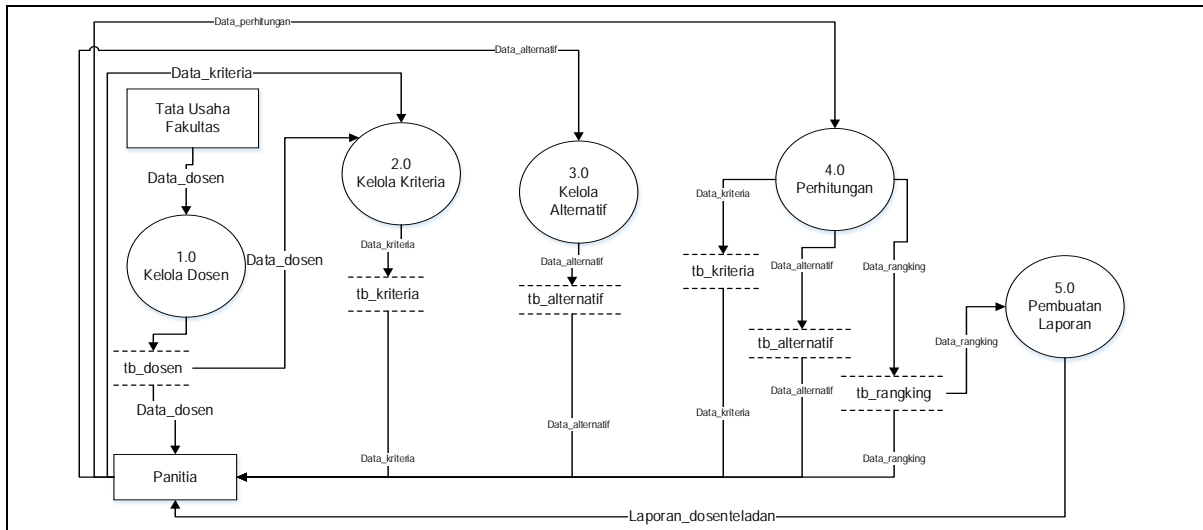 Data_perhitungan
Data_alternatif
Data_kriteria
Tata Usaha
Fakultas
Data_dosen
1.0
Kelola Dosen
Data_dosen
tb_dosen
Data_dosen
Panitia
2.0
Kelola Kriteria
Data_kriteria
tb_kriteria
Data_kriteria
3.0
Kelola
Alternatif
Data_alternatif
tb_alternatif
Data_alternatif
4.0
Perhitungan
Data_kriteria
tb_kriteria
Data_kriteria
Data_alternatif
tb_alternatif
Data_alternatif
Data_rangking
tb_rangking
Data_rangking
Data_rangking
5.0
Pembuatan
Laporan
Laporan_dosenteladan